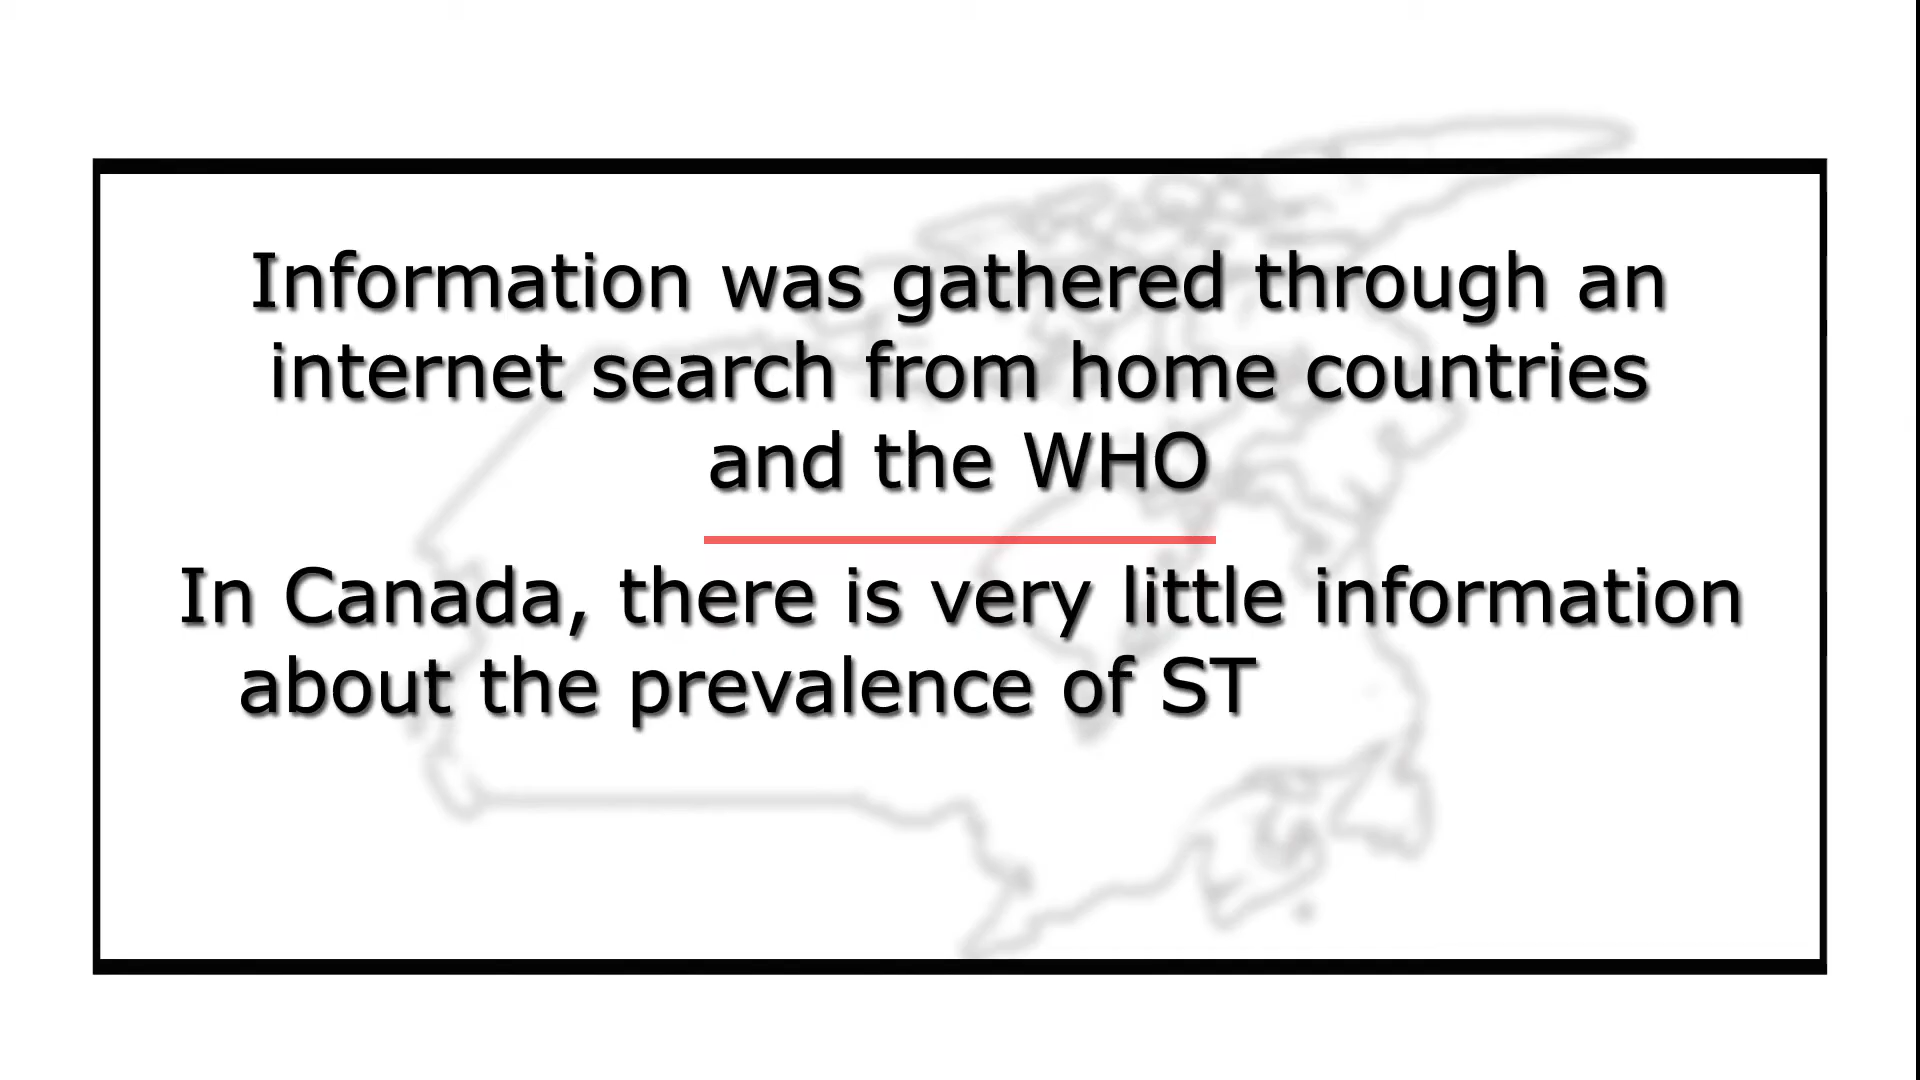 Information was gathered through an
internet search from home countries
and the WHO
In Canada, there is very little information
about the prevalence of ST